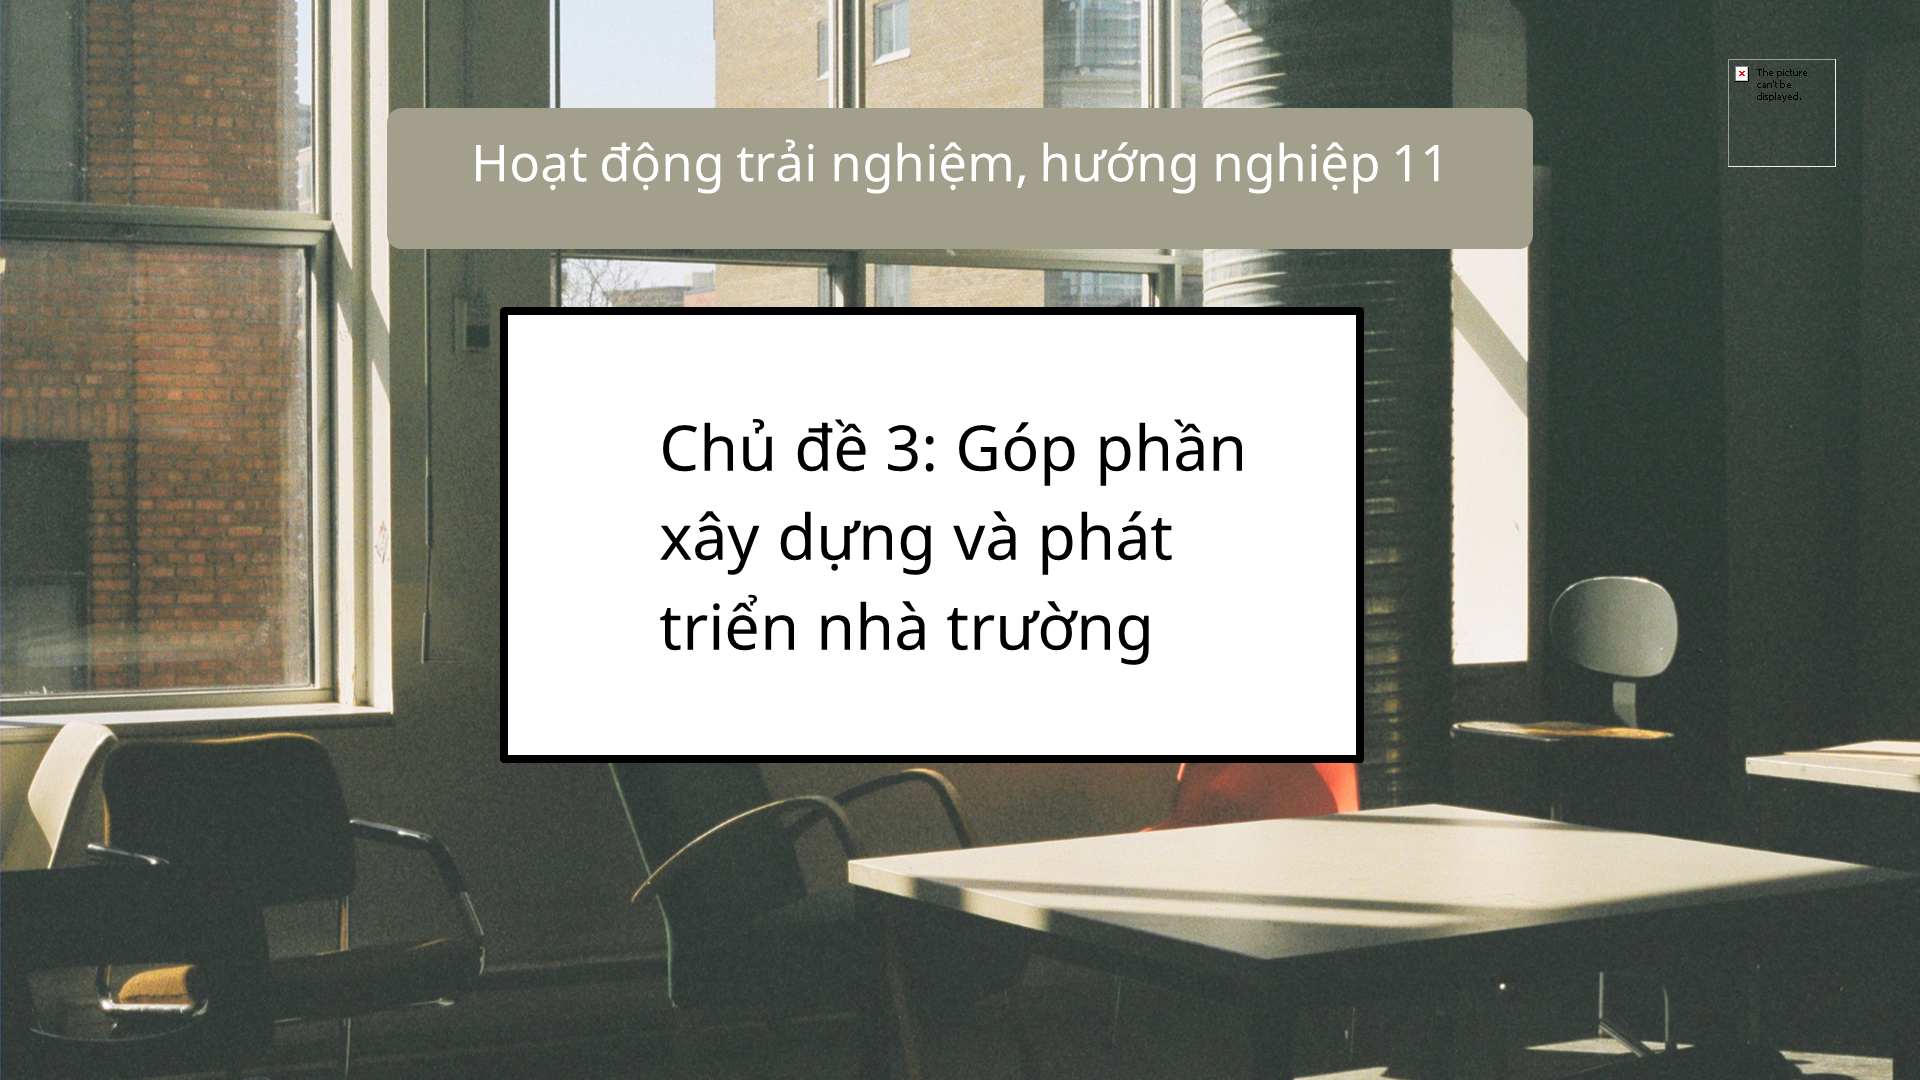 The picture
can't be
displayed.
Hoạt động trải nghiệm, hướng nghiệp 11
Chủ đề 3: Góp phần
xây dựng và phát
triển nhà trường